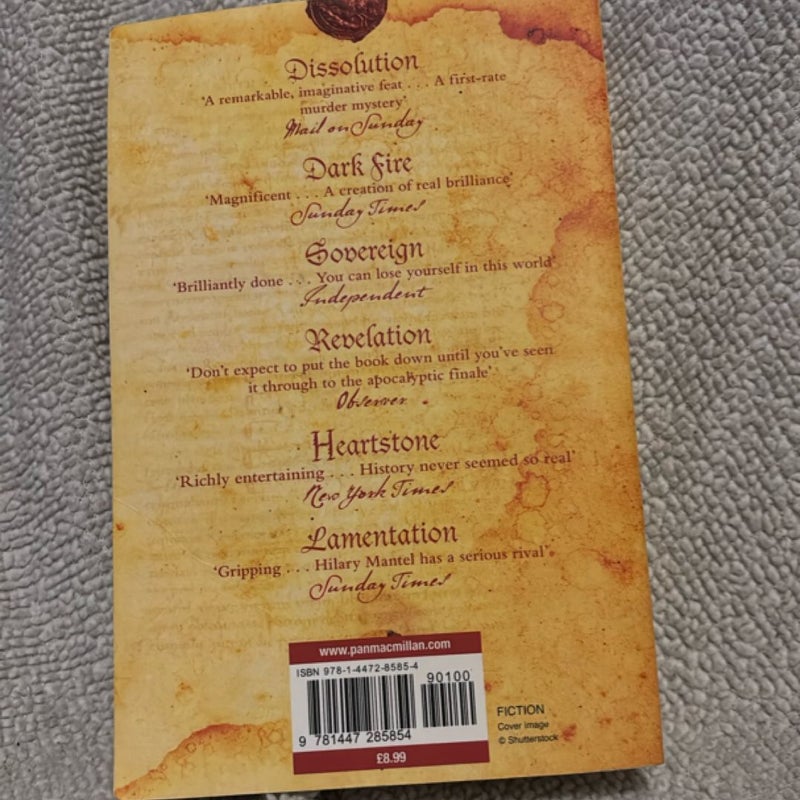 Dissolution
‘A remarkable, imaginative feat . . . A first-rate
murder mystery’
Mail on Sunday
Dark Fire
‘Magnificent . . . A creation of real brilliance’
Sunday Times
Sovereign
‘Brilliantly done . . . You can lose yourself in this world’
Independent
Revelation
‘Don’t expect to put the book down until you’ve seen
it through to the apocalyptic finale’
Observer
Heartstone
‘Richly entertaining . . . History never seemed so real’
New York Times
Lamentation
‘Gripping . . . Hilary Mantel has a serious rival’
Sunday Times
www.panmacmillan.com
ISBN 978-1-4472-8585-4
90100
9 781447 285854
£8.99
FICTION
Cover image
© Shutterstock